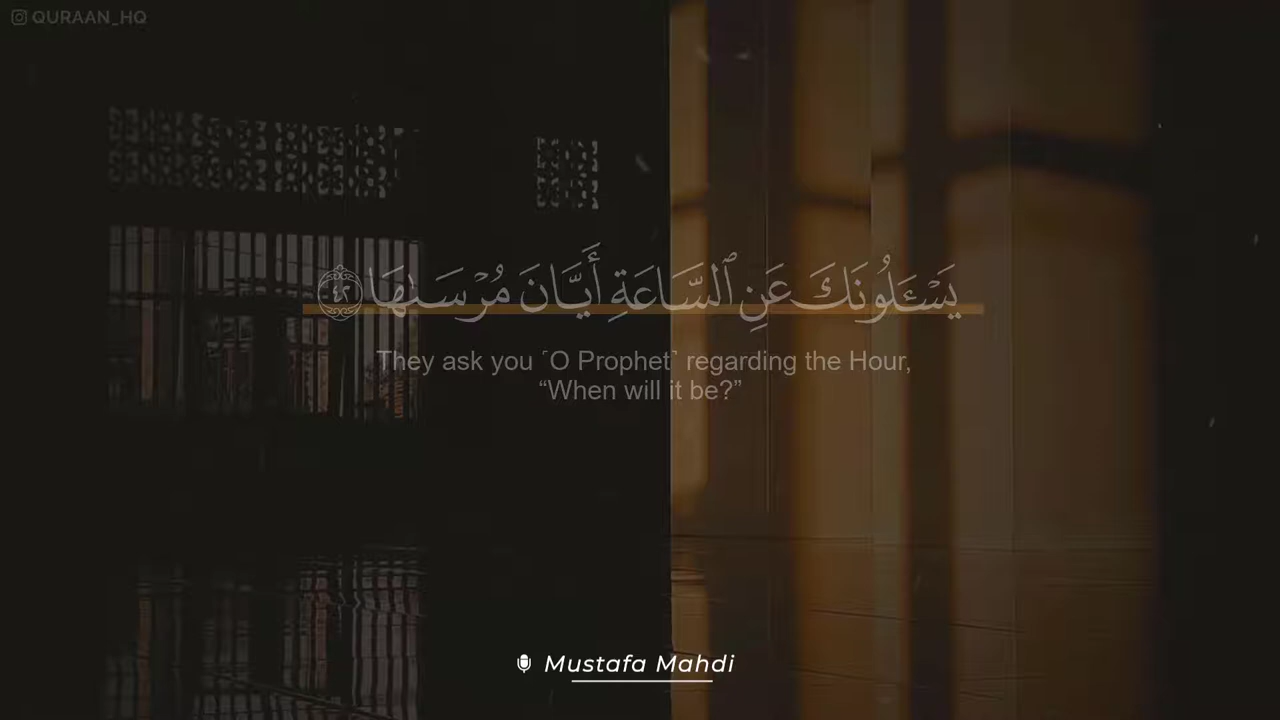 QURAAN_HQ
يَسْـَٔلُونَكَ عَنِ ٱلسَّاعَةِ أَيَّانَ مُرْسَىٰهَا ٤٢
They ask you ˹O Prophet˺ regarding the Hour,
“When will it be?”
Mustafa Mahdi